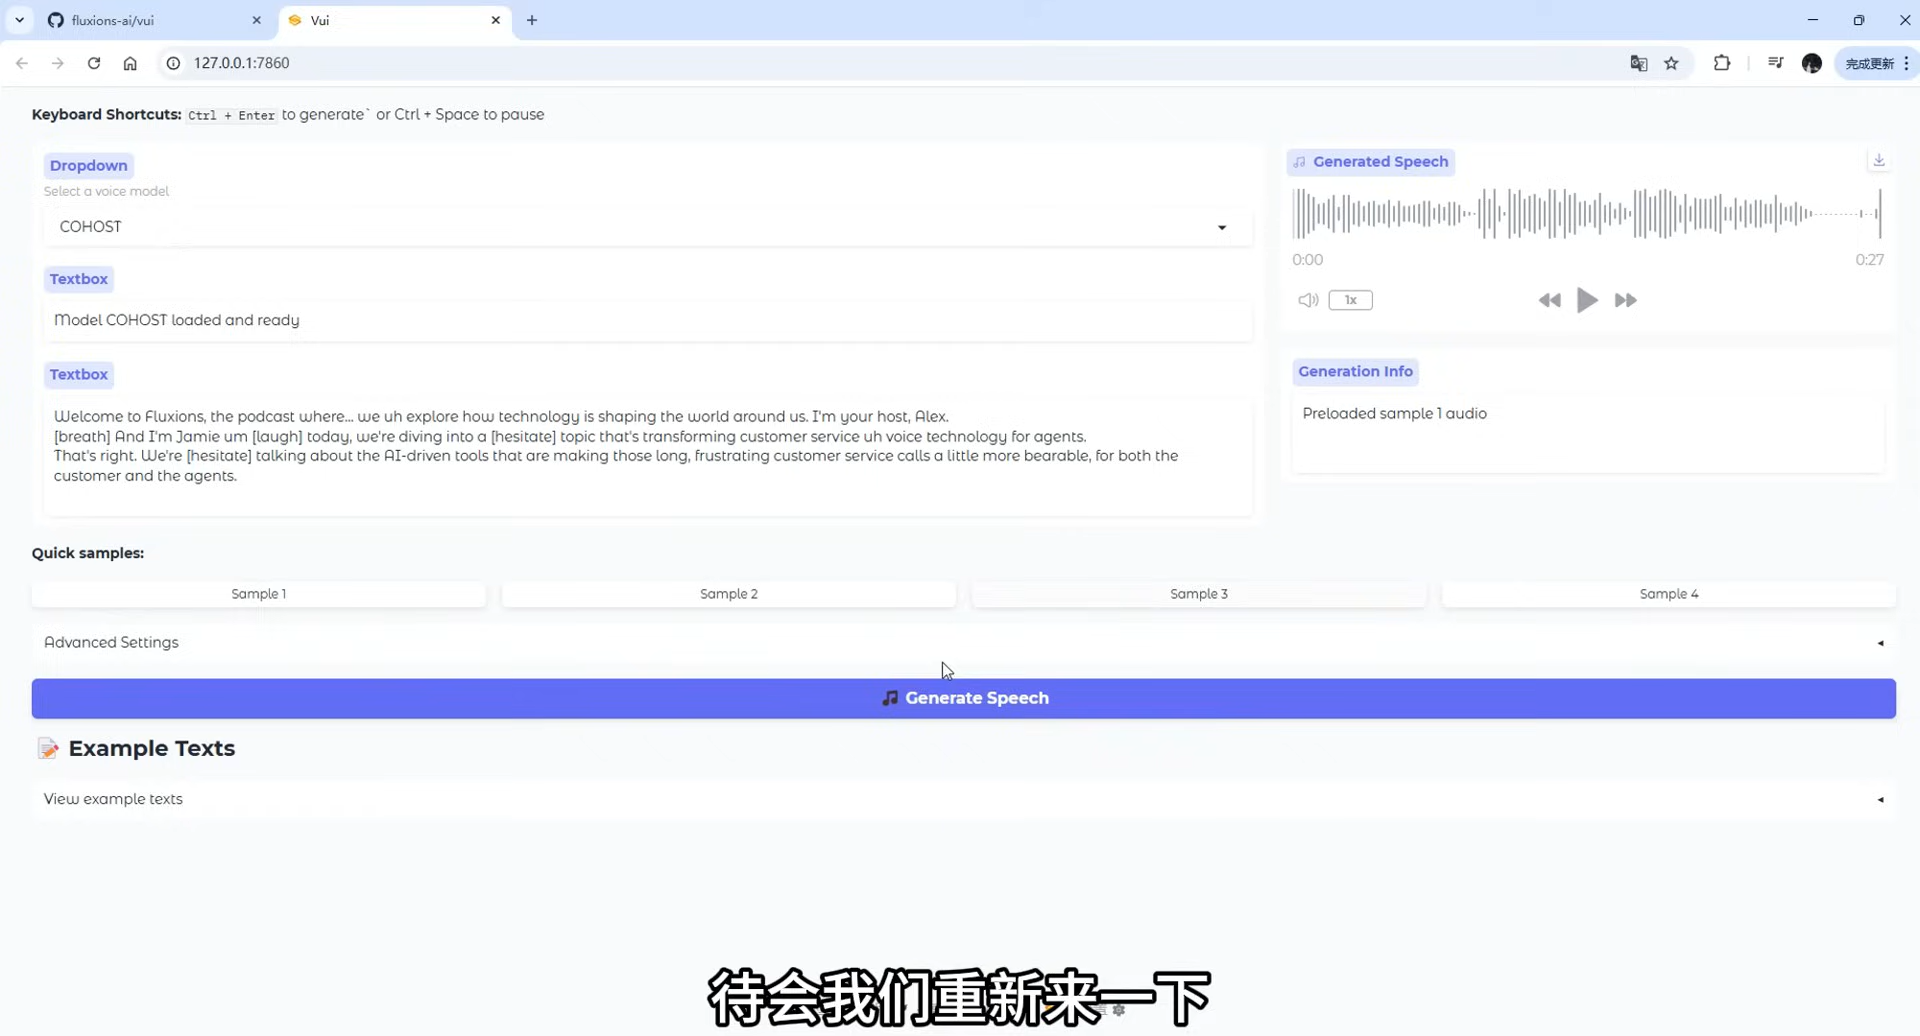 fluxions-ai/vui
Vui
127.0.0.1:7860
完成更新
Keyboard Shortcuts: Ctrl + Enter to generate` or Ctrl + Space to pause
Dropdown
Select a voice model
COHOST
Textbox
Model COHOST loaded and ready
Textbox
Welcome to Fluxions, the podcast where... we uh explore how technology is shaping the world around us. I'm your host, Alex.
[breath] And I'm Jamie um [laugh] today, we're diving into a [hesitate] topic that's transforming customer service uh voice technology for agents.
That's right. We're [hesitate] talking about the AI-driven tools that are making those long, frustrating customer service calls a little more bearable, for both the
customer and the agents.
Generated Speech
0:00
0:27
1x
Generation Info
Preloaded sample 1 audio
Quick samples:
Sample 1
Sample 2
Sample 3
Sample 4
Advanced Settings
Generate Speech
Example Texts
View example texts
待会我们重新来一下